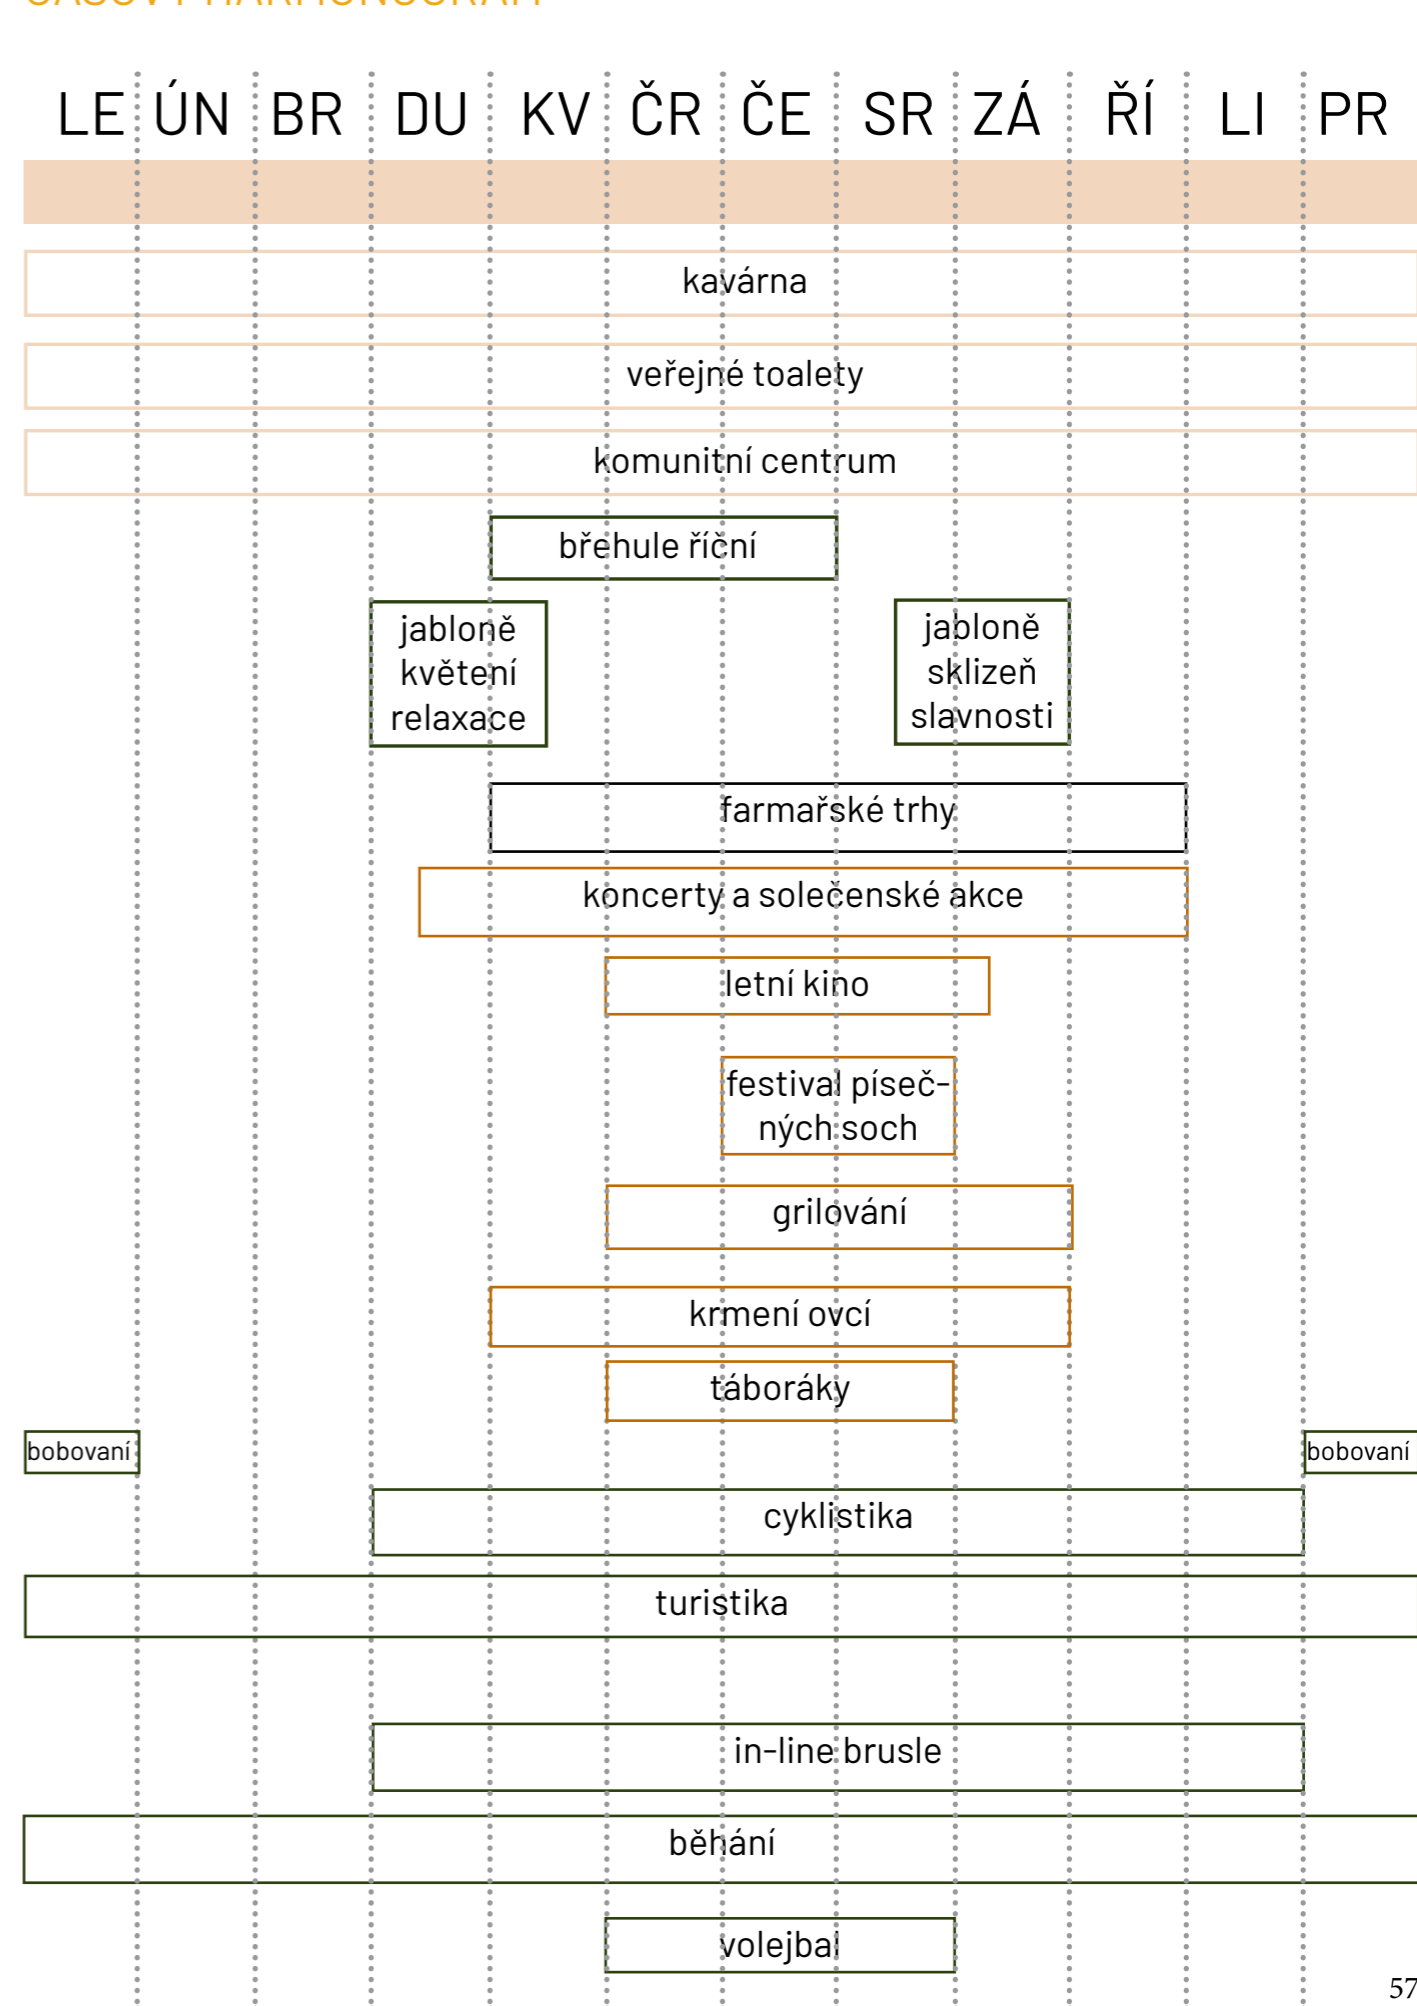 ČASOVÝ HARMONOGRAM
LE ÚN BR DU KV ČR ČE SR ZÁ ŘÍ LI PR
kavárna
veřejné toalety
komunitní centrum
břehule říční
jabloně
květení
relaxace
jabloně
sklizeň
slavnosti
farmařské trhy
koncerty a solečenské akce
letní kino
festival píseč-
ných soch
grilování
krmení ovcí
táboráky
bobovaní
bobovaní
cyklistika
turistika
in-line brusle
běhání
volejbal
57